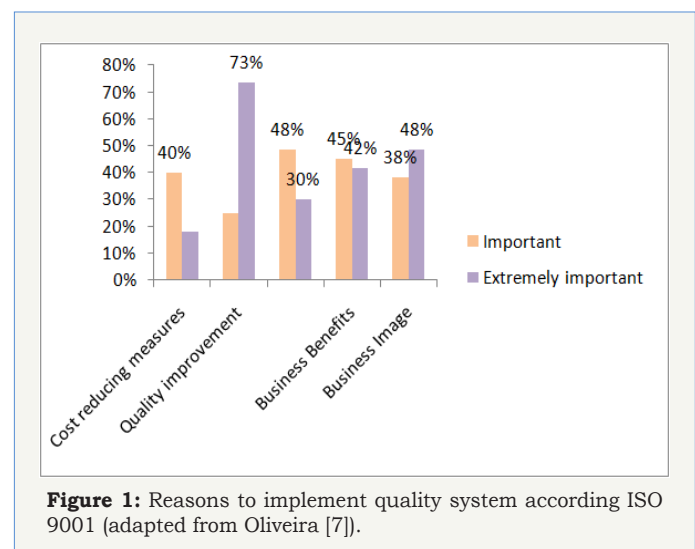 80%
70%
60%
50%
40%
30%
20%
10%
0%
40%
73%
48%
30%
45%
42%
38%
48%
Important
Extremely important
Cost reducing measures
Quality improvement
Business Benefits
Business Image
Figure 1: Reasons to implement quality system according ISO
9001 (adapted from Oliveira [7]).